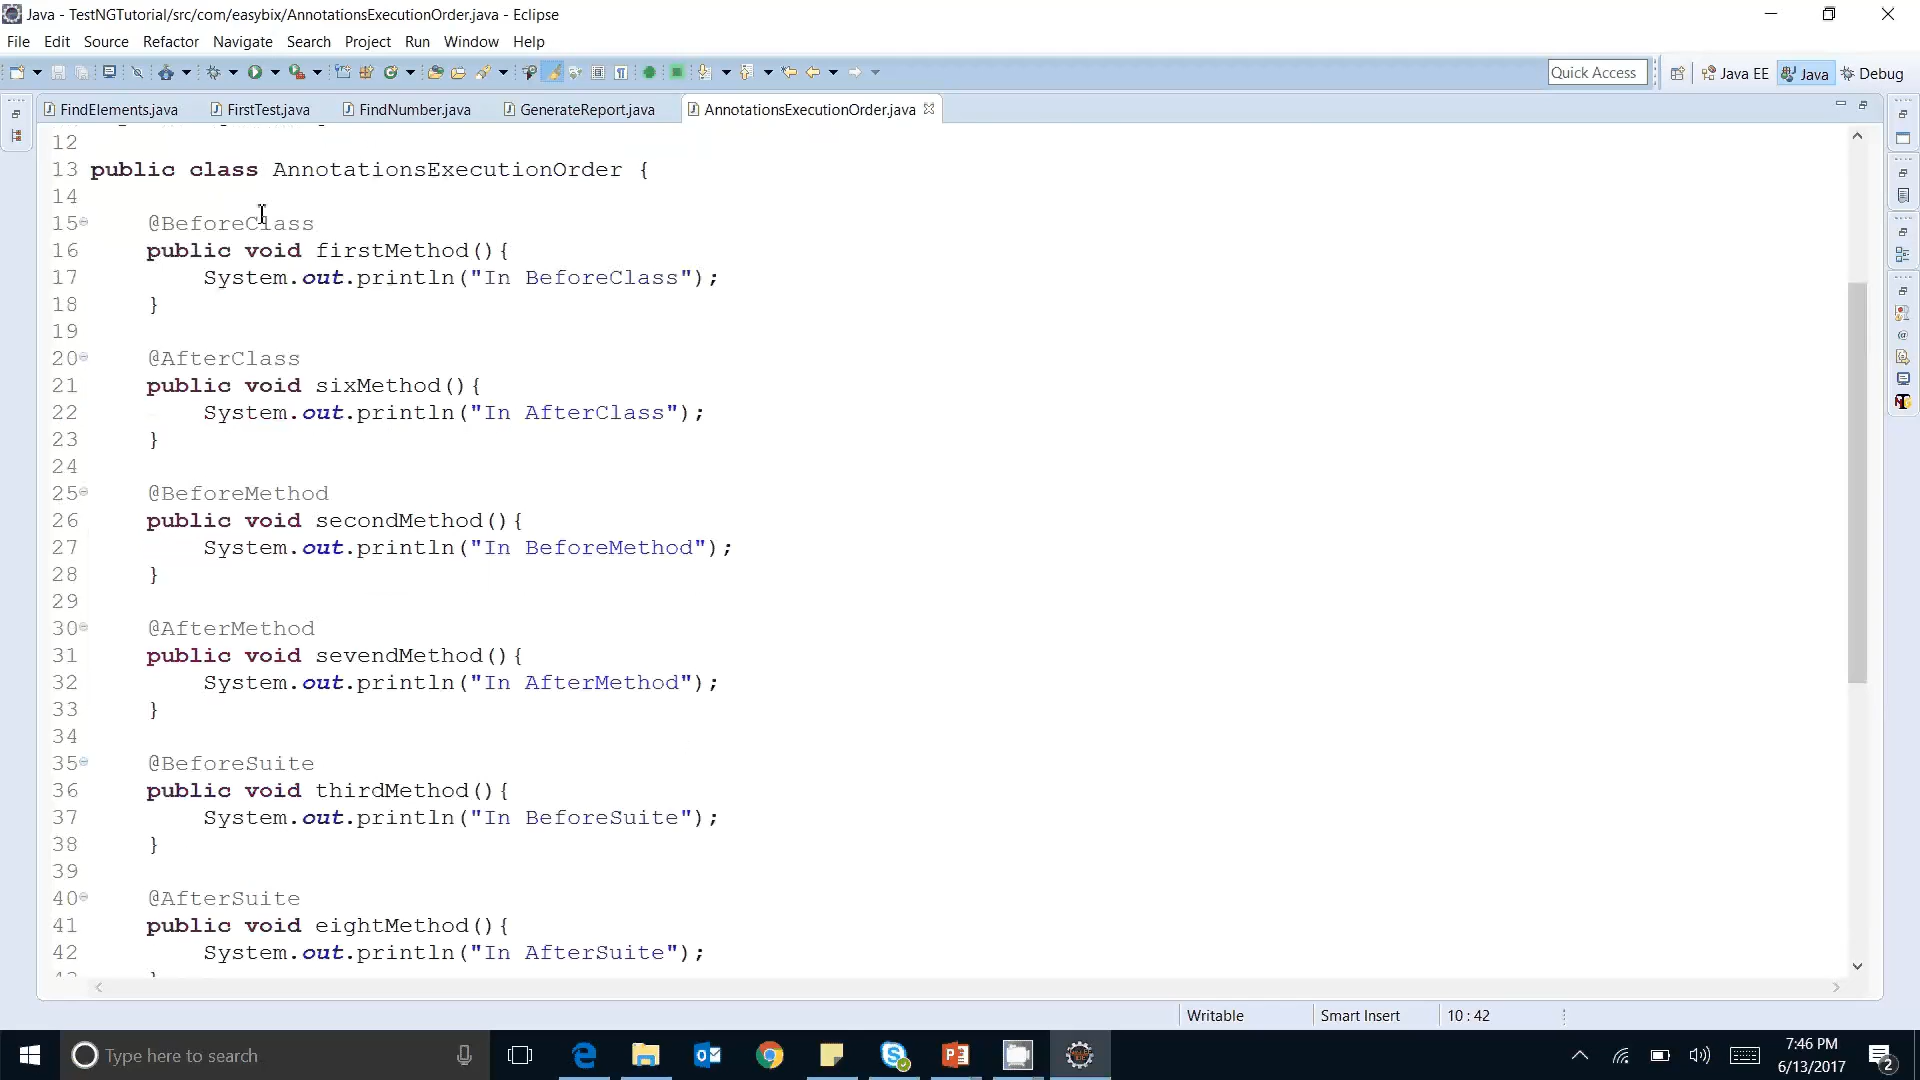 Java - TestNGTutorial/src/com/easybix/AnnotationsExecutionOrder.java - Eclipse
File Edit Source Refactor Navigate Search Project Run Window Help
Quick Access Java EE Java Debug
FindElements.java FirstTest.java FindNumber.java GenerateReport.java AnnotationsExecutionOrder.java
12
13 public class AnnotationsExecutionOrder {
14
15 @BeforeClass
16 public void firstMethod(){
17 System.out.println("In BeforeClass");
18 }
19
20 @AfterClass
21 public void sixMethod(){
22 System.out.println("In AfterClass");
23 }
24
25 @BeforeMethod
26 public void secondMethod(){
27 System.out.println("In BeforeMethod");
28 }
29
30 @AfterMethod
31 public void sevendMethod(){
32 System.out.println("In AfterMethod");
33 }
34
35 @BeforeSuite
36 public void thirdMethod(){
37 System.out.println("In BeforeSuite");
38 }
39
40 @AfterSuite
41 public void eightMethod(){
42 System.out.println("In AfterSuite");
Writable Smart Insert 10 : 42
Type here to search
7:46 PM
6/13/2017
2